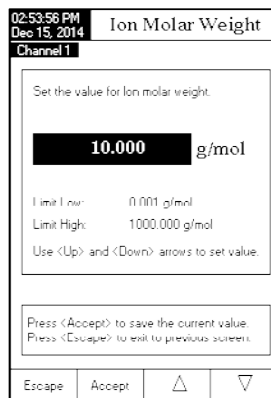 02:53:56 PM
Dec 15, 2014
Ion Molar Weight
Channel 1
Set the value for Ion molar weight.
10.000 g/mol
Limit Low: 0.001 g/mol
Limit High: 1000.000 g/mol
Use <Up> and <Down> arrows to set value.
Press <Accept> to save the current value.
Press <Escape> to exit to previous screen.
Escape Accept △ ▽